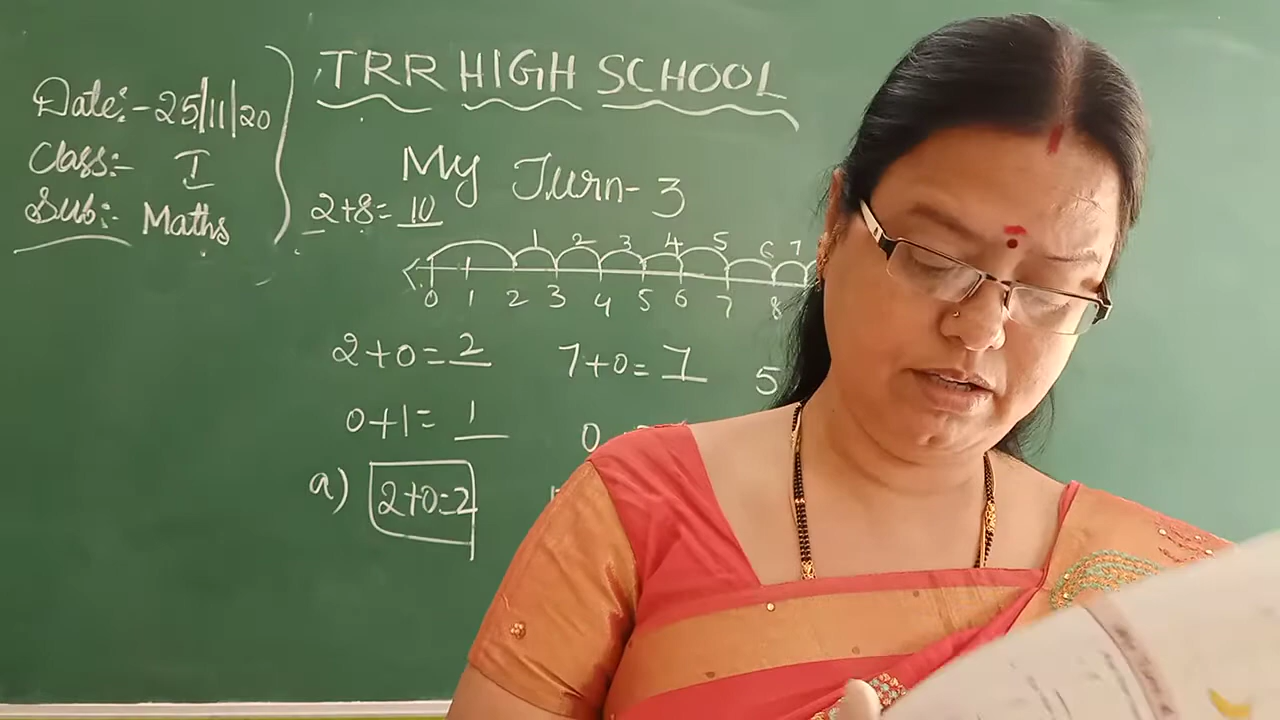 Date:- 25/11/20
Class:- I
Sub:- Maths
TRR HIGH SCHOOL
My Turn - 3
2+8= 10
1 2 3 4 5 6 7
0 1 2 3 4 5 6 7 8
2+0= 2 7+0= 7 5
0+1= 1 0
a) 2+0=2